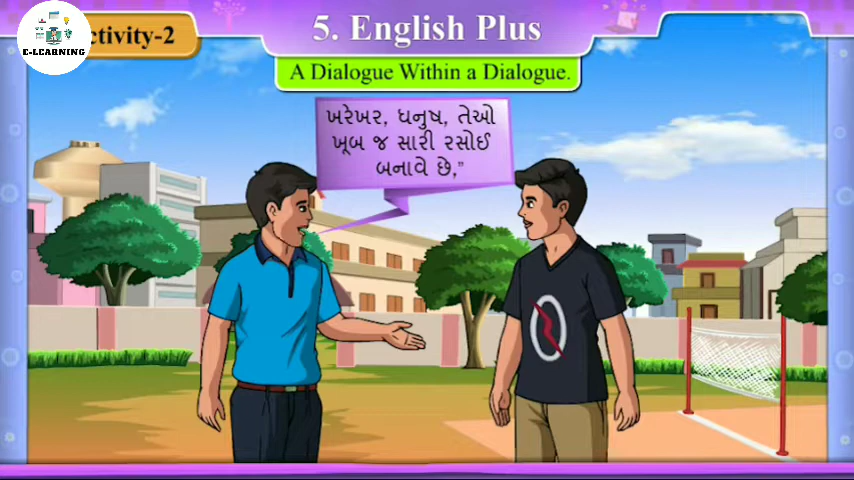 E-LEARNING
ctivity-2
5. English Plus
A Dialogue Within a Dialogue.
ખરેખર, ધનુષ, તેઓ
ખૂબ જ સારી રસોઈ
બનાવે છે,”